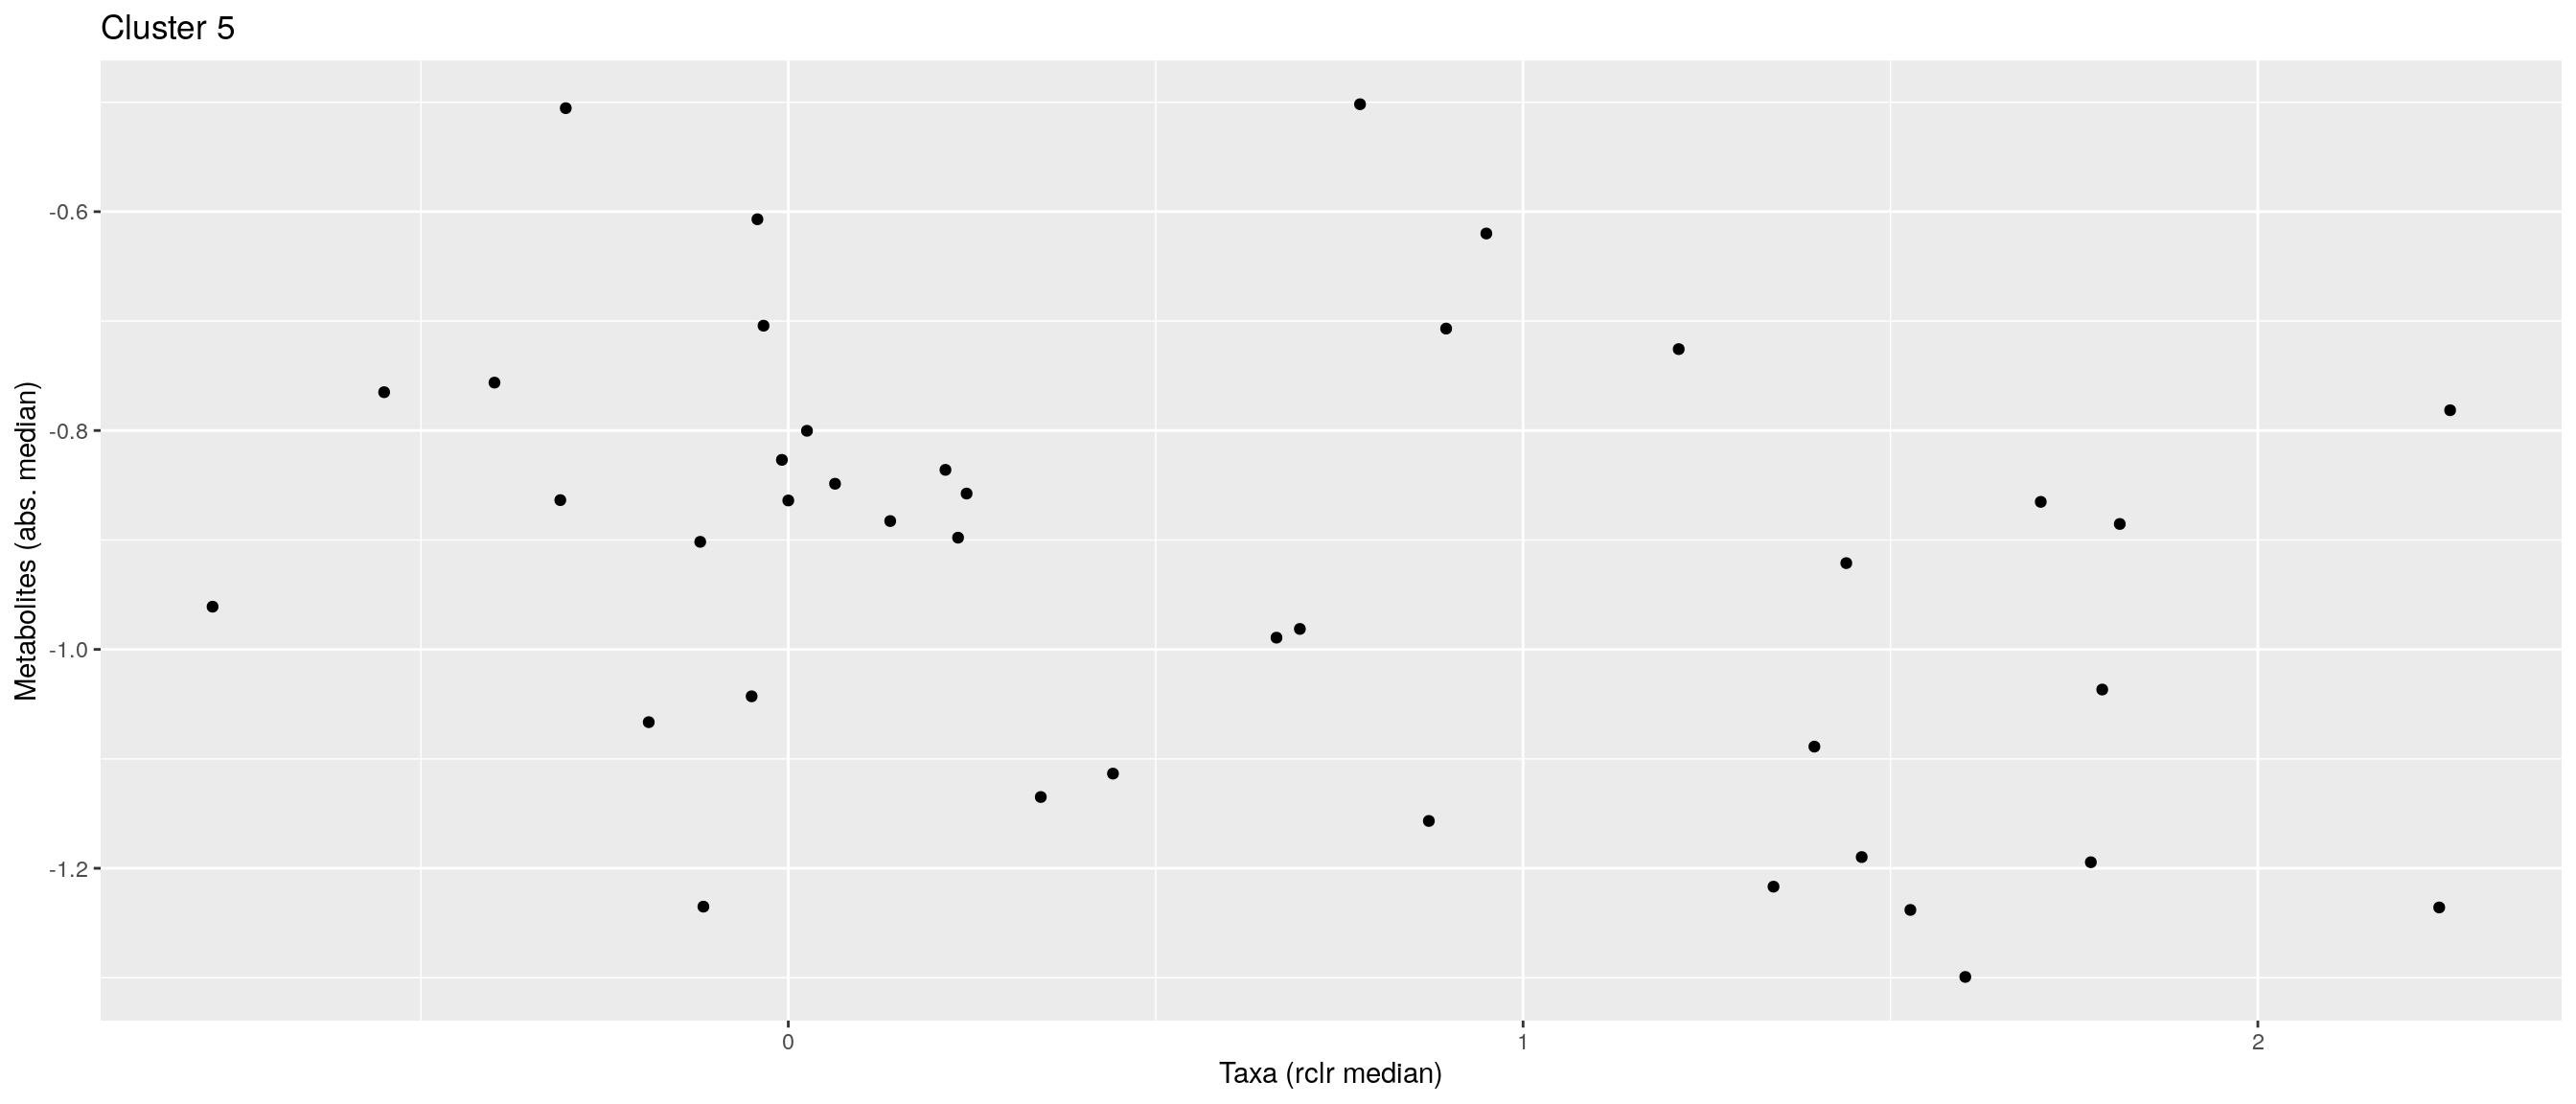 Cluster 5
Metabolites (abs. median)
-0.6
-0.8
-1.0
-1.2
0
1
2
Taxa (rclr median)